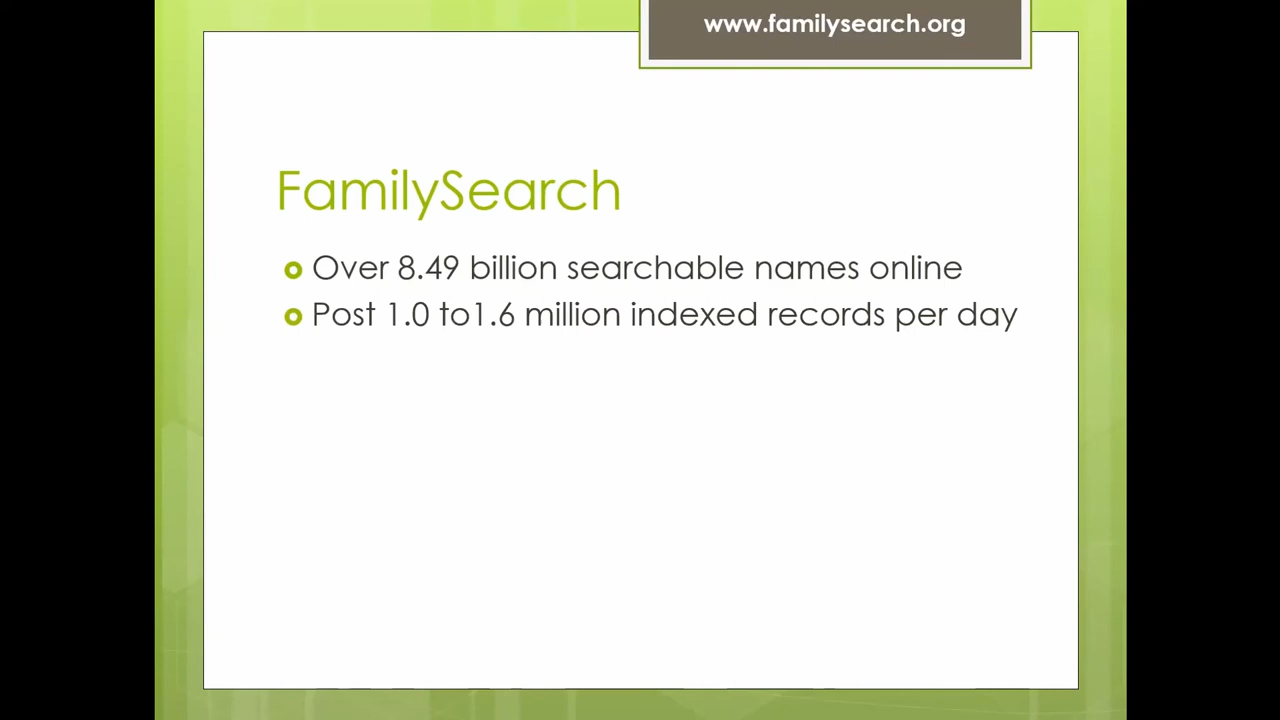 www.familysearch.org
FamilySearch
Over 8.49 billion searchable names online
Post 1.0 to1.6 million indexed records per day